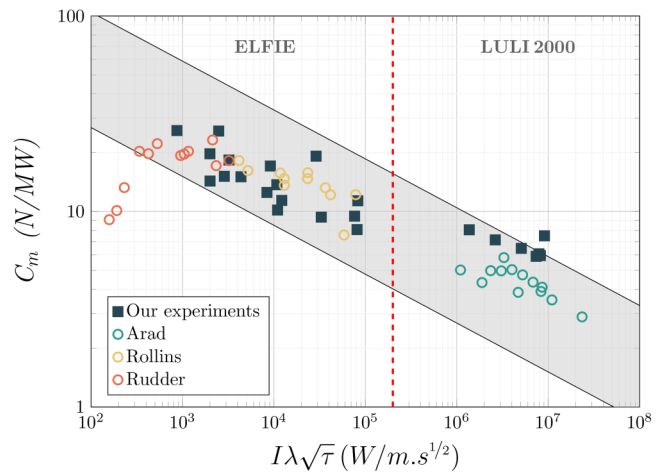 100
ELFIE
LULI 2000
10
1
C_m (N/MW)
Our experiments
Arad
Rollins
Rudder
10^2
10^3
10^4
10^5
10^6
10^7
10^8
Iλ√τ (W/m.s^{1/2})